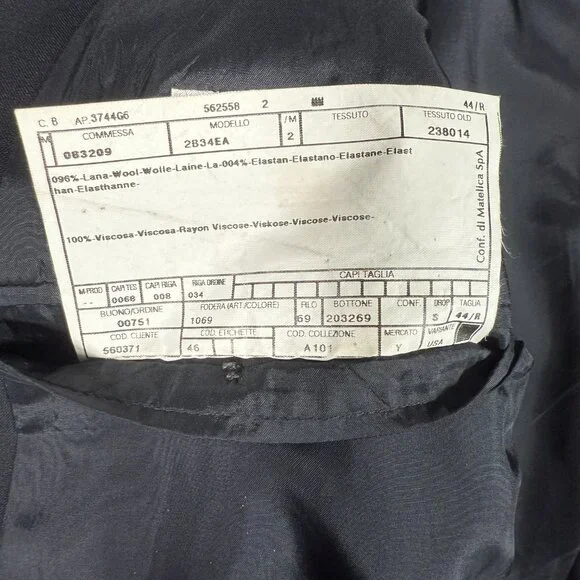 C. B AP.3744G6 562558 2 44/R
COMMESSA MODELLO /M TESSUTO TESSUTO OLD
083209 2B34EA 2 238014
096%-Lana-Wool-Wolle-Laine-La-004%-Elastan-Elastano-Elastane-Elast
han-Elasthanne-
100%-Viscosa-Viscosa-Rayon Viscose-Viskose-Viscose-Viscose-
Conf. di Matelica SpA
CAPI TAGLIA
M.PROD CAPI TES CAPI RIGA RIGA ORDINE
-- 0068 008 034
BUONO/ORDINE FODERA (ART/COLORE) FILO BOTTONE CONF. DROP TAGLIA
00751 1069 69 203269 S 44/R
COD. CLIENTE COD. ETICHETTE COD. COLLEZIONE MERCATO VARIANTE
560371 46 A101 Y USA